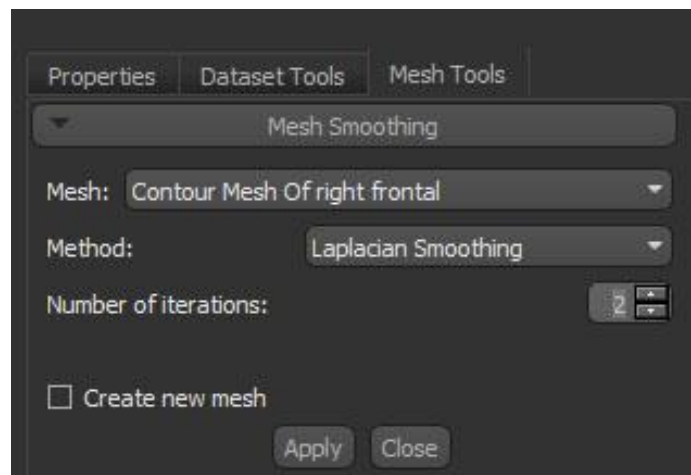 Properties Dataset Tools Mesh Tools
Mesh Smoothing
Mesh: Contour Mesh Of right frontal
Method: Laplacian Smoothing
Number of iterations: 2
Create new mesh
Apply Close